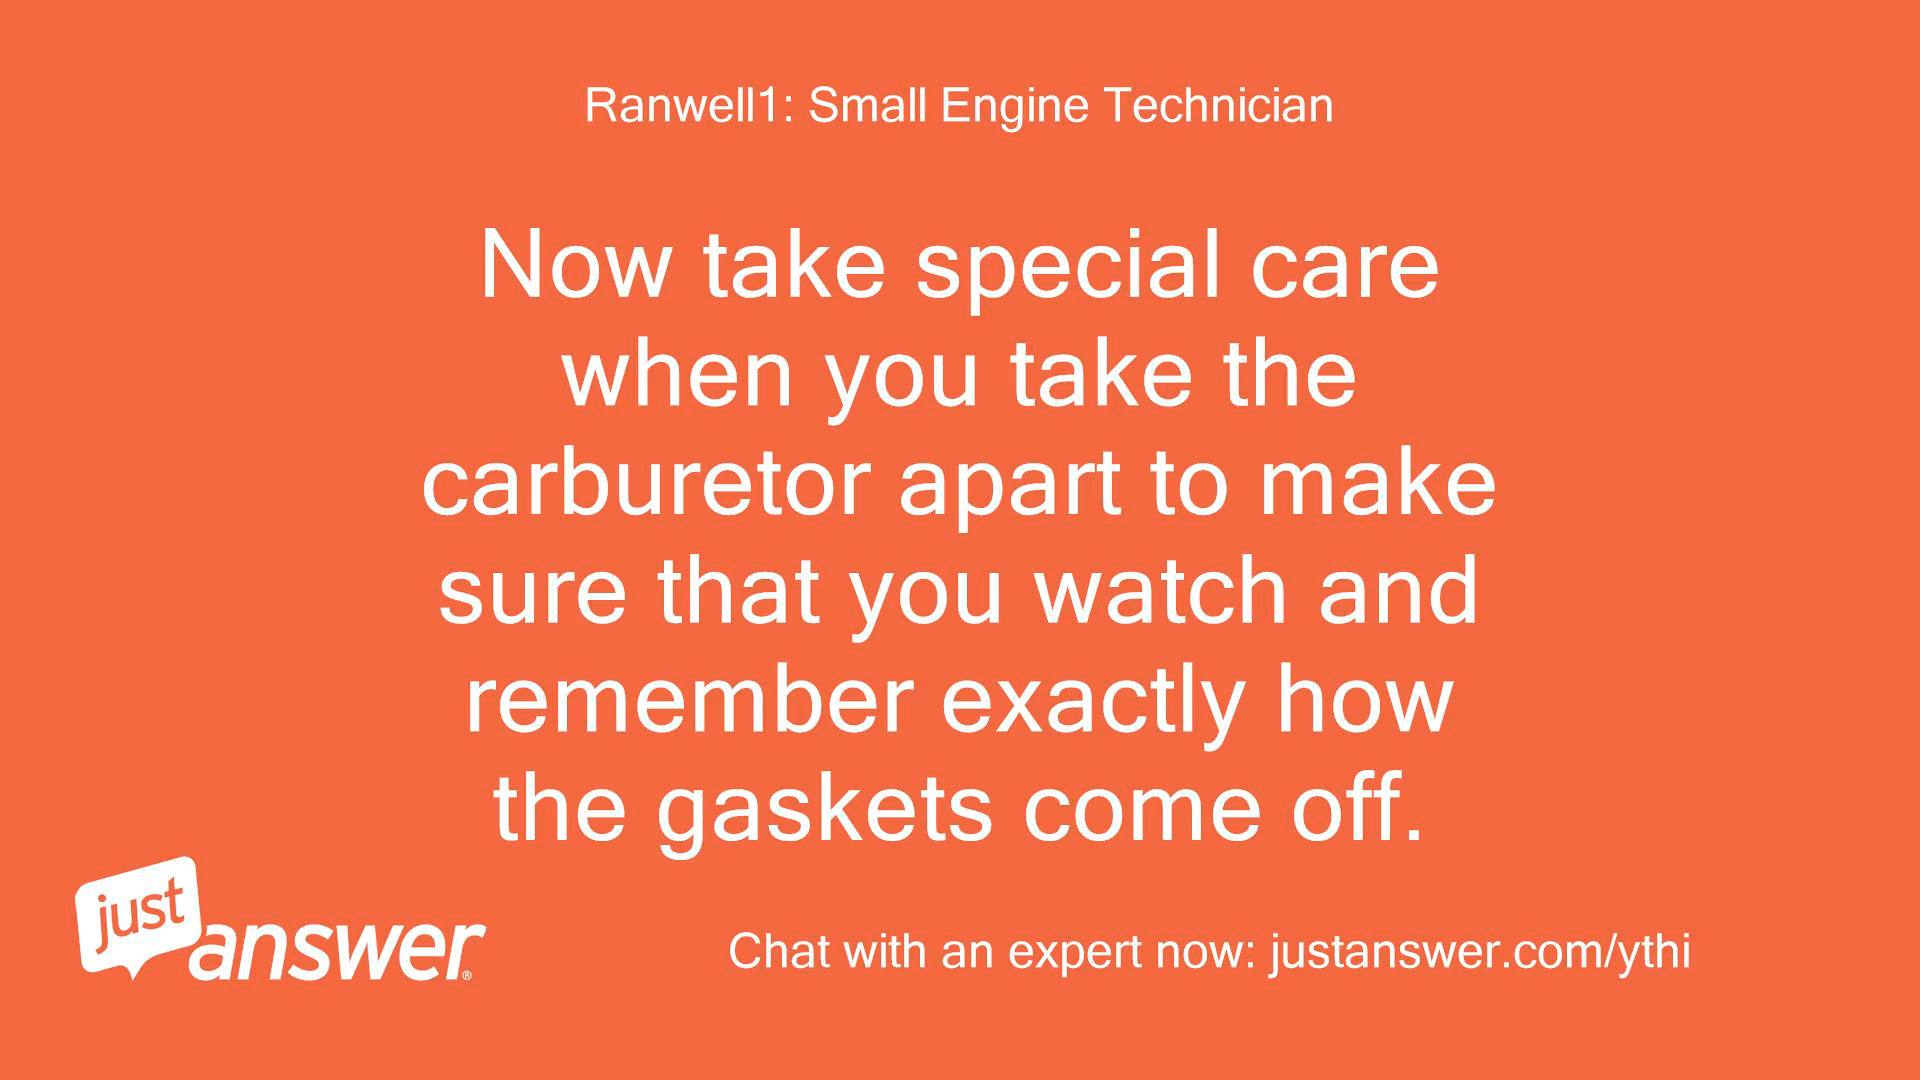 Ranwell1: Small Engine Technician
Now take special care
when you take the
carburetor apart to make
sure that you watch and
remember exactly how
the gaskets come off.
just
answer®
Chat with an expert now: justanswer.com/ythi